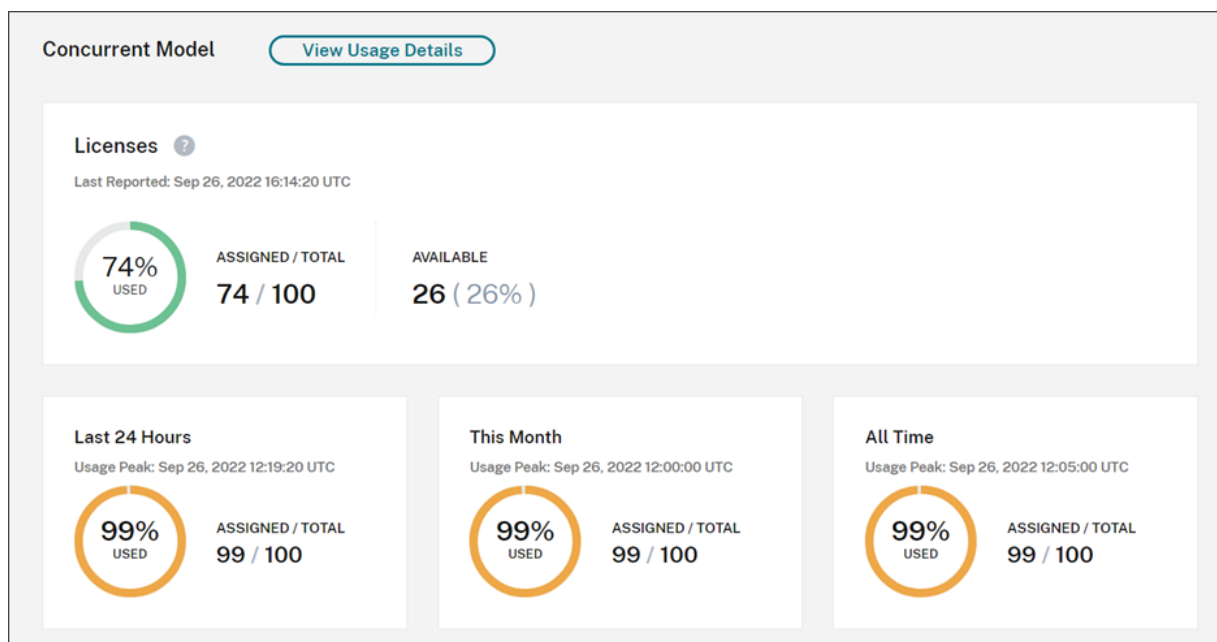 Concurrent Model
View Usage Details
Licenses ?
Last Reported: Sep 26, 2022 16:14:20 UTC
74%
USED
ASSIGNED / TOTAL
74 / 100
AVAILABLE
26 ( 26% )
Last 24 Hours
Usage Peak: Sep 26, 2022 12:19:20 UTC
99%
USED
ASSIGNED / TOTAL
99 / 100
This Month
Usage Peak: Sep 26, 2022 12:00:00 UTC
99%
USED
ASSIGNED / TOTAL
99 / 100
All Time
Usage Peak: Sep 26, 2022 12:05:00 UTC
99%
USED
ASSIGNED / TOTAL
99 / 100